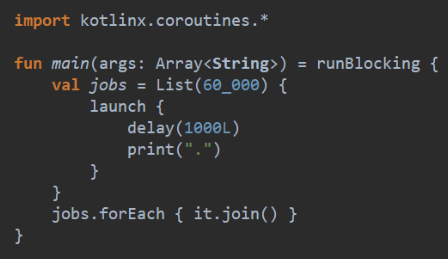 import kotlinx.coroutines.*
fun main(args: Array<String>) = runBlocking {
    val jobs = List(60_000) {
        launch {
            delay(1000L)
            print(".")
        }
    }
    jobs.forEach { it.join() }
}